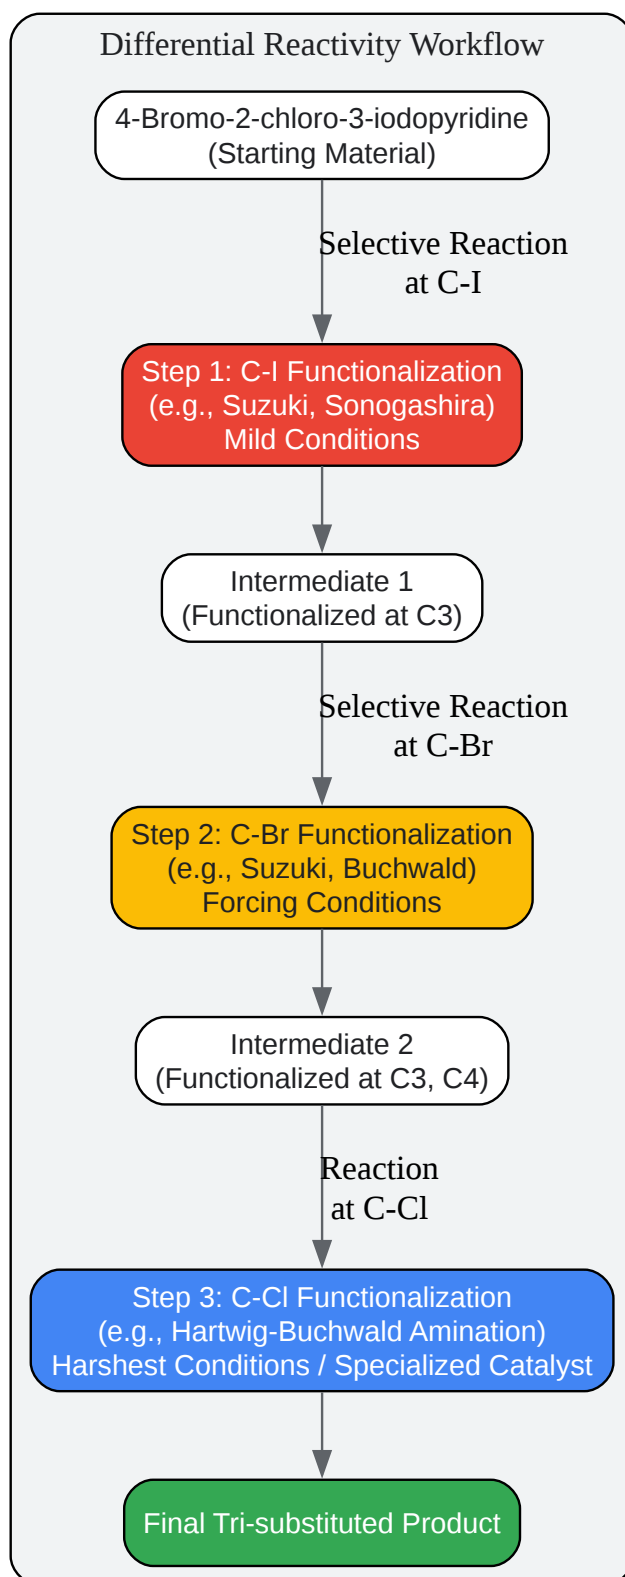 Differential Reactivity Workflow
4-Bromo-2-chloro-3-iodopyridine
(Starting Material)
Selective Reaction
at C-I
Step 1: C-I Functionalization
(e.g., Suzuki, Sonogashira)
Mild Conditions
Intermediate 1
(Functionalized at C3)
Selective Reaction
at C-Br
Step 2: C-Br Functionalization
(e.g., Suzuki, Buchwald)
Forcing Conditions
Intermediate 2
(Functionalized at C3, C4)
Reaction
at C-Cl
Step 3: C-Cl Functionalization
(e.g., Hartwig-Buchwald Amination)
Harshest Conditions / Specialized Catalyst
Final Tri-substituted Product